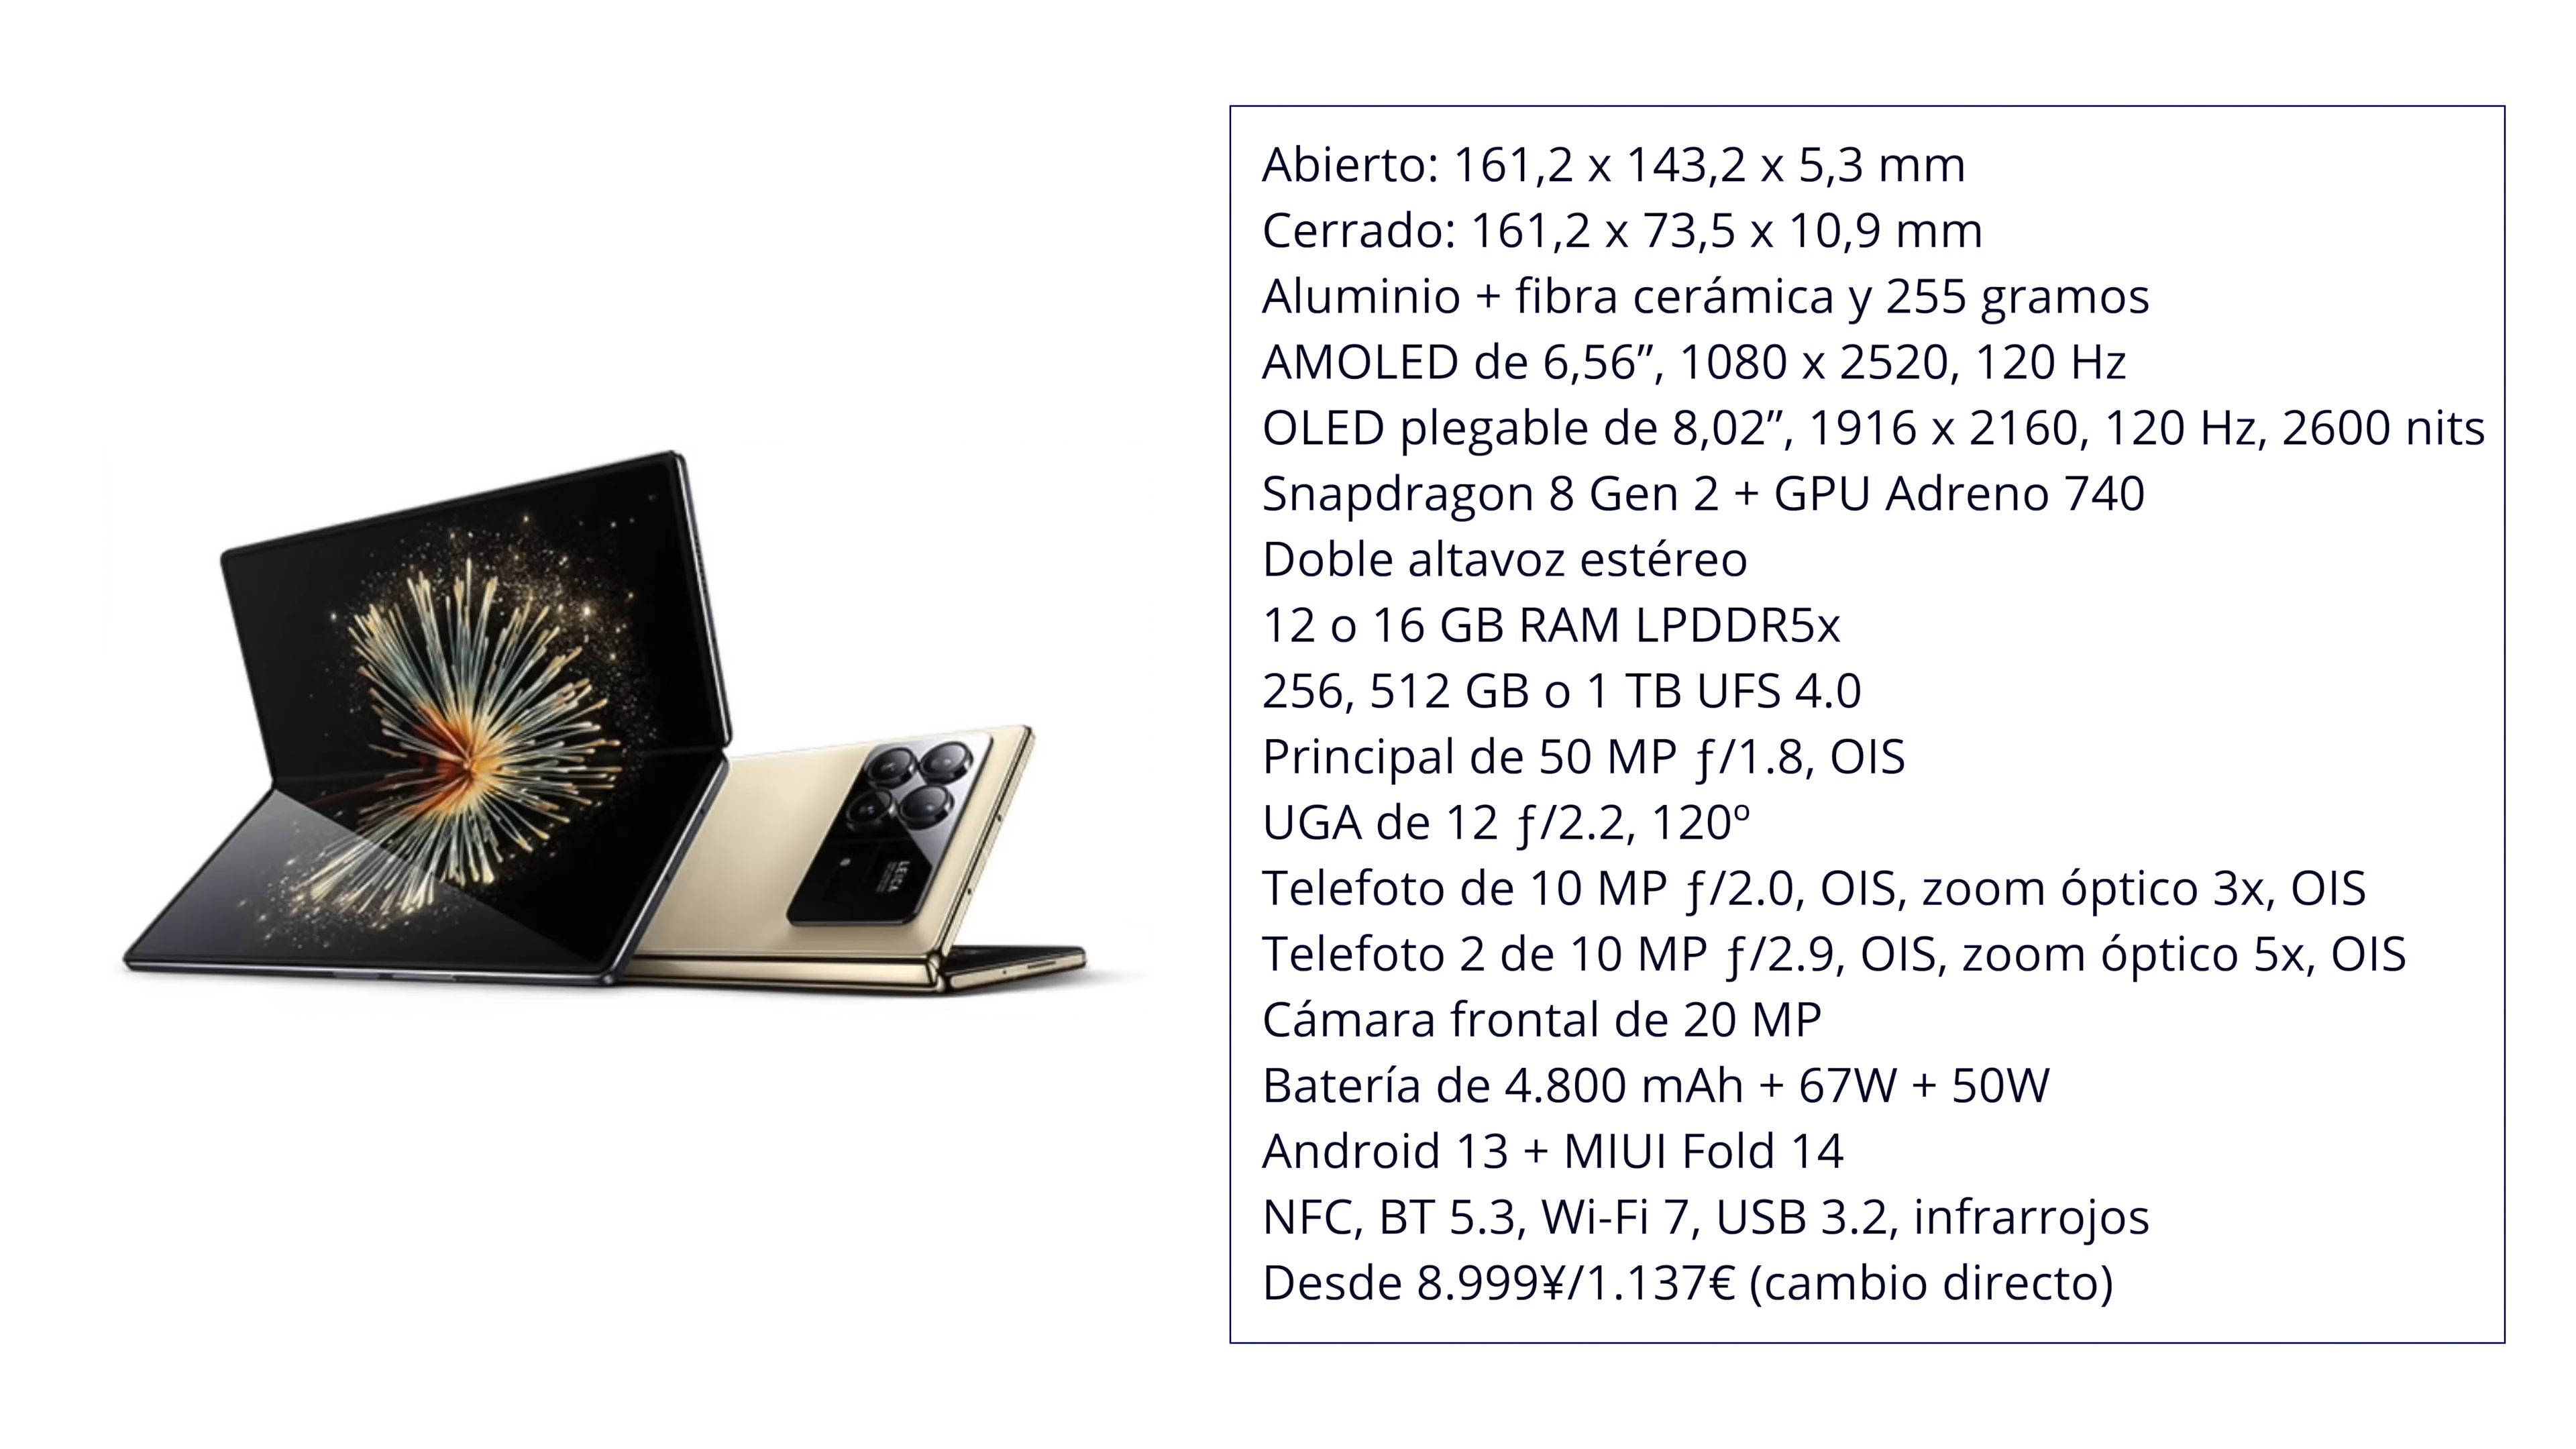 Abierto: 161,2 x 143,2 x 5,3 mm
Cerrado: 161,2 x 73,5 x 10,9 mm
Aluminio + fibra cerámica y 255 gramos
AMOLED de 6,56”, 1080 x 2520, 120 Hz
OLED plegable de 8,02”, 1916 x 2160, 120 Hz, 2600 nits
Snapdragon 8 Gen 2 + GPU Adreno 740
Doble altavoz estéreo
12 o 16 GB RAM LPDDR5x
256, 512 GB o 1 TB UFS 4.0
Principal de 50 MP ƒ/1.8, OIS
UGA de 12 ƒ/2.2, 120º
Telefoto de 10 MP ƒ/2.0, OIS, zoom óptico 3x, OIS
Telefoto 2 de 10 MP ƒ/2.9, OIS, zoom óptico 5x, OIS
Cámara frontal de 20 MP
Batería de 4.800 mAh + 67W + 50W
Android 13 + MIUI Fold 14
NFC, BT 5.3, Wi-Fi 7, USB 3.2, infrarrojos
Desde 8.999¥/1.137€ (cambio directo)
LEICA